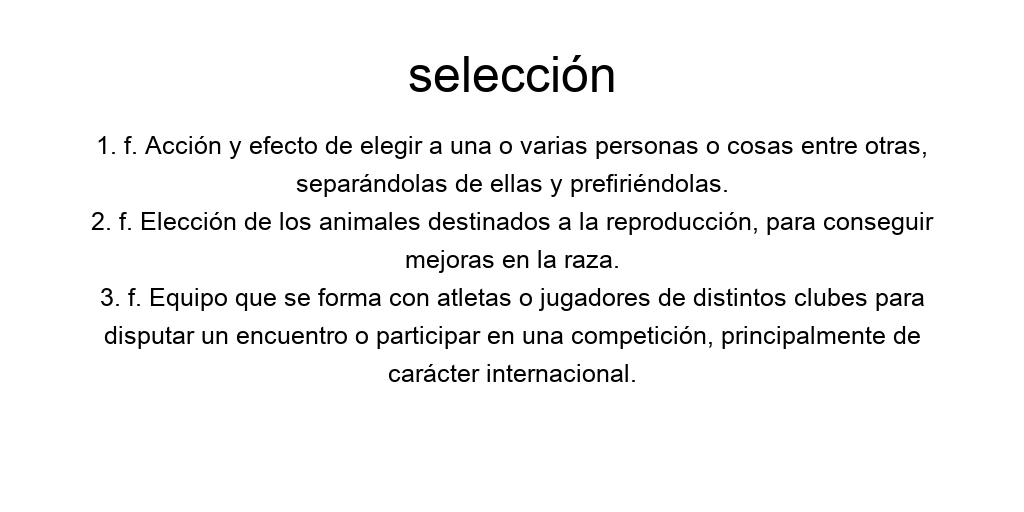 selección
1. f. Acción y efecto de elegir a una o varias personas o cosas entre otras,
separándolas de ellas y prefiriéndolas.
2. f. Elección de los animales destinados a la reproducción, para conseguir
mejoras en la raza.
3. f. Equipo que se forma con atletas o jugadores de distintos clubes para
disputar un encuentro o participar en una competición, principalmente de
carácter internacional.